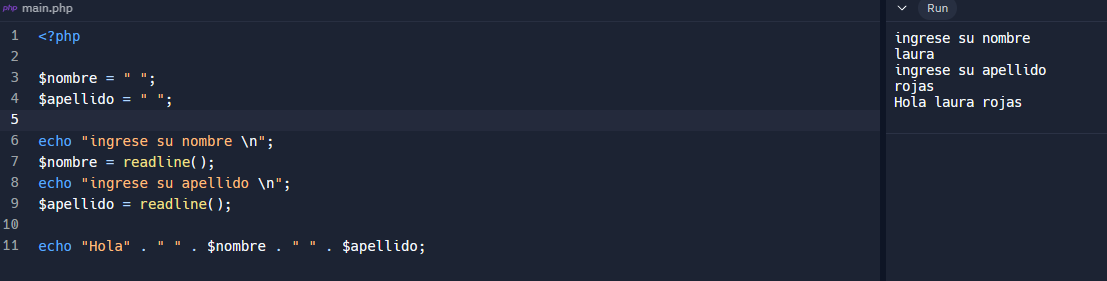 php main.php
1 <?php
2
3 $nombre = " ";
4 $apellido = " ";
5
6 echo "ingrese su nombre \n";
7 $nombre = readline();
8 echo "ingrese su apellido \n";
9 $apellido = readline();
10
11 echo "Hola" . " " . $nombre . " " . $apellido;
Run
ingrese su nombre
laura
ingrese su apellido
rojas
Hola laura rojas